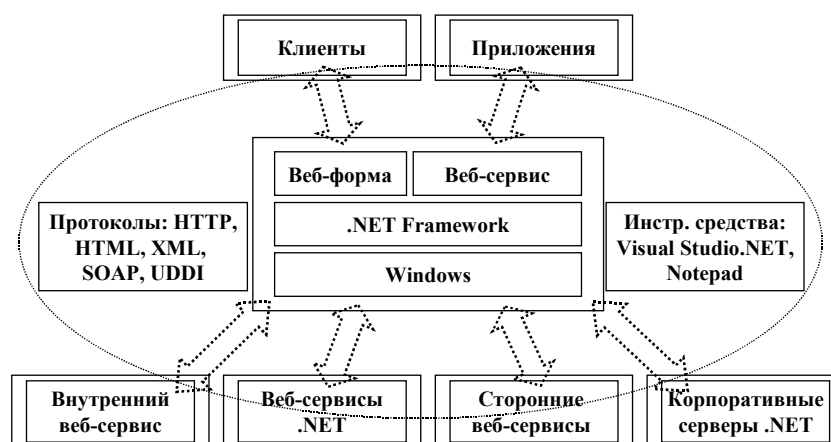 Клиенты
Приложения
Веб-форма
Веб-сервис
.NET Framework
Windows
Протоколы: HTTP,
HTML, XML,
SOAP, UDDI
Инстр. средства:
Visual Studio.NET,
Notepad
Внутренний
веб-сервис
Веб-сервисы
.NET
Сторонние
веб-сервисы
Корпоративные
серверы .NET